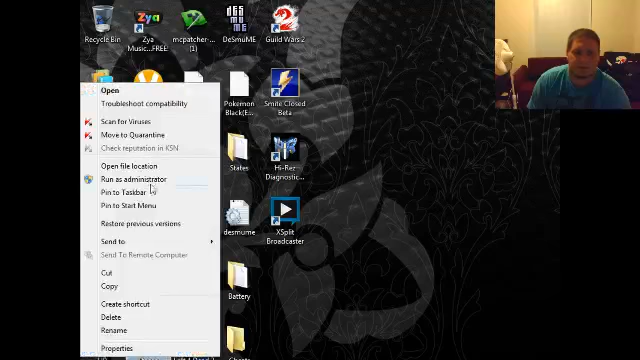 Recycle Bin
Zya
Music...FREE!
mcpatcher-...
(1)
DeSmuME
Guild Wars 2
Pokemon
Black(E...
Smite Closed
Beta
States
Hi-Rez
Diagnostic...
desmume
XSplit
Broadcaster
Battery
Cheats
Open
Troubleshoot compatibility
Scan for Viruses
Move to Quarantine
Check reputation in KSN
Open file location
Run as administrator
Pin to Taskbar
Pin to Start Menu
Restore previous versions
Send to
Send To Remote Computer
Cut
Copy
Create shortcut
Delete
Rename
Properties